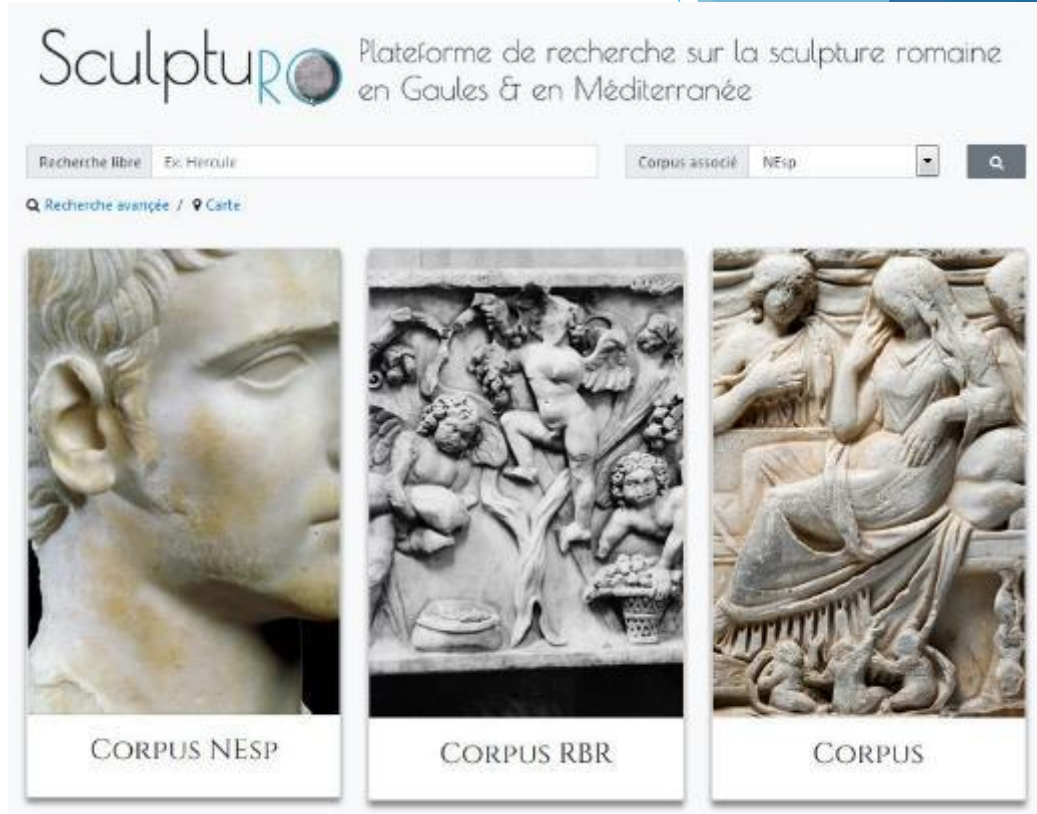 SculptuRO
Plateforme de recherche sur la sculpture romaine
en Gaules & en Méditerranée
Recherche libre Ex: Hercule Corpus associé NEsp
Recherche avançée / Carte
CORPUS NESP CORPUS RBR CORPUS